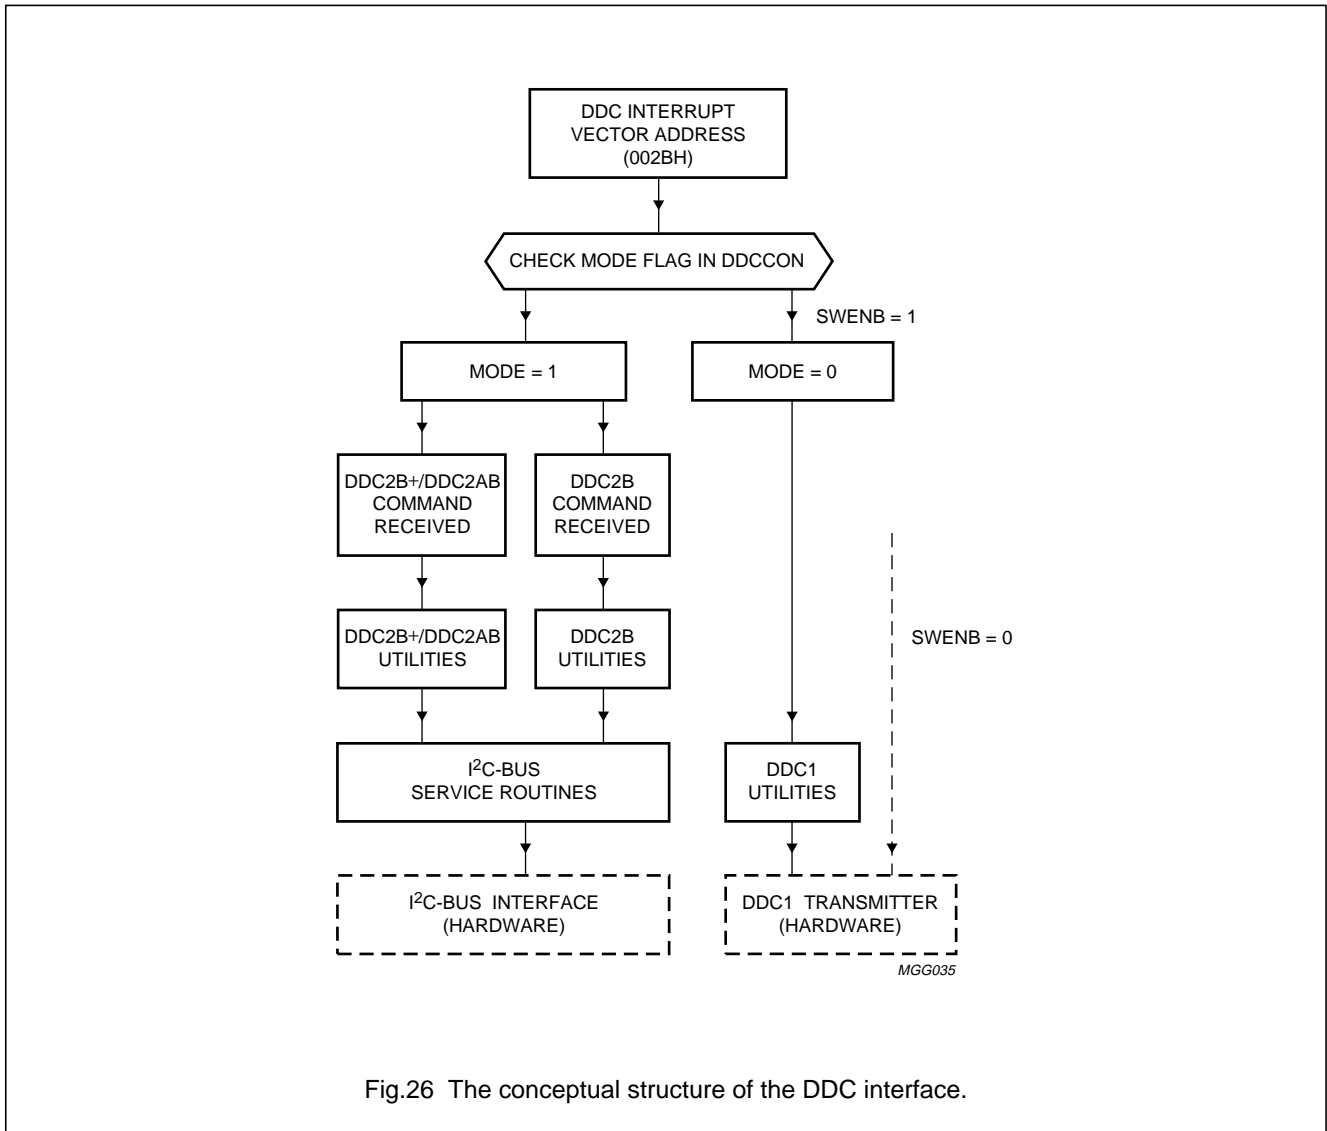 DDC INTERRUPT
VECTOR ADDRESS
(002BH)
CHECK MODE FLAG IN DDCCON
SWENB = 1
MODE = 1
MODE = 0
DDC2B+/DDC2AB
COMMAND
RECEIVED
DDC2B
COMMAND
RECEIVED
DDC2B+/DDC2AB
UTILITIES
DDC2B
UTILITIES
SWENB = 0
I²C-BUS
SERVICE ROUTINES
DDC1
UTILITIES
I²C-BUS INTERFACE
(HARDWARE)
DDC1 TRANSMITTER
(HARDWARE)
MGG035
Fig.26 The conceptual structure of the DDC interface.